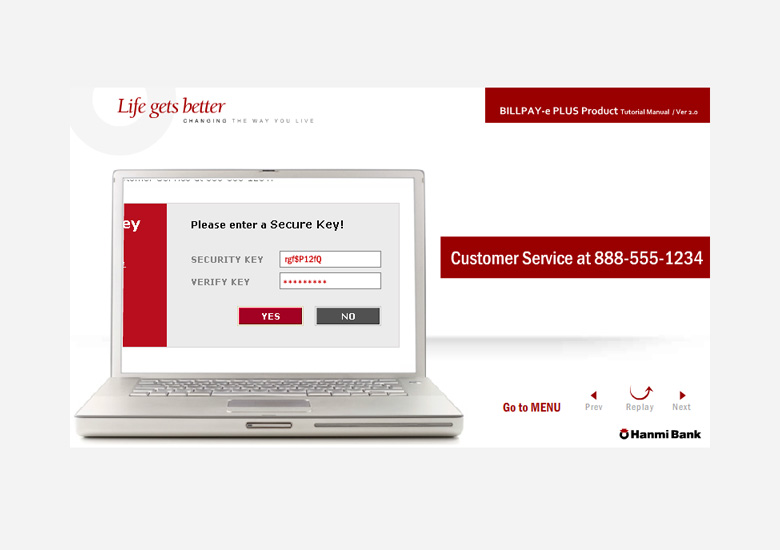 Life gets better
CHANGING THE WAY YOU LIVE
BILLPAY-e PLUS Product Tutorial Manual / Ver 2.0
ey
Please enter a Secure Key!
SECURITY KEY rgf$P12fQ
VERIFY KEY *********
YES NO
Customer Service at 888-555-1234
Go to MENU
Prev Replay Next
Hanmi Bank